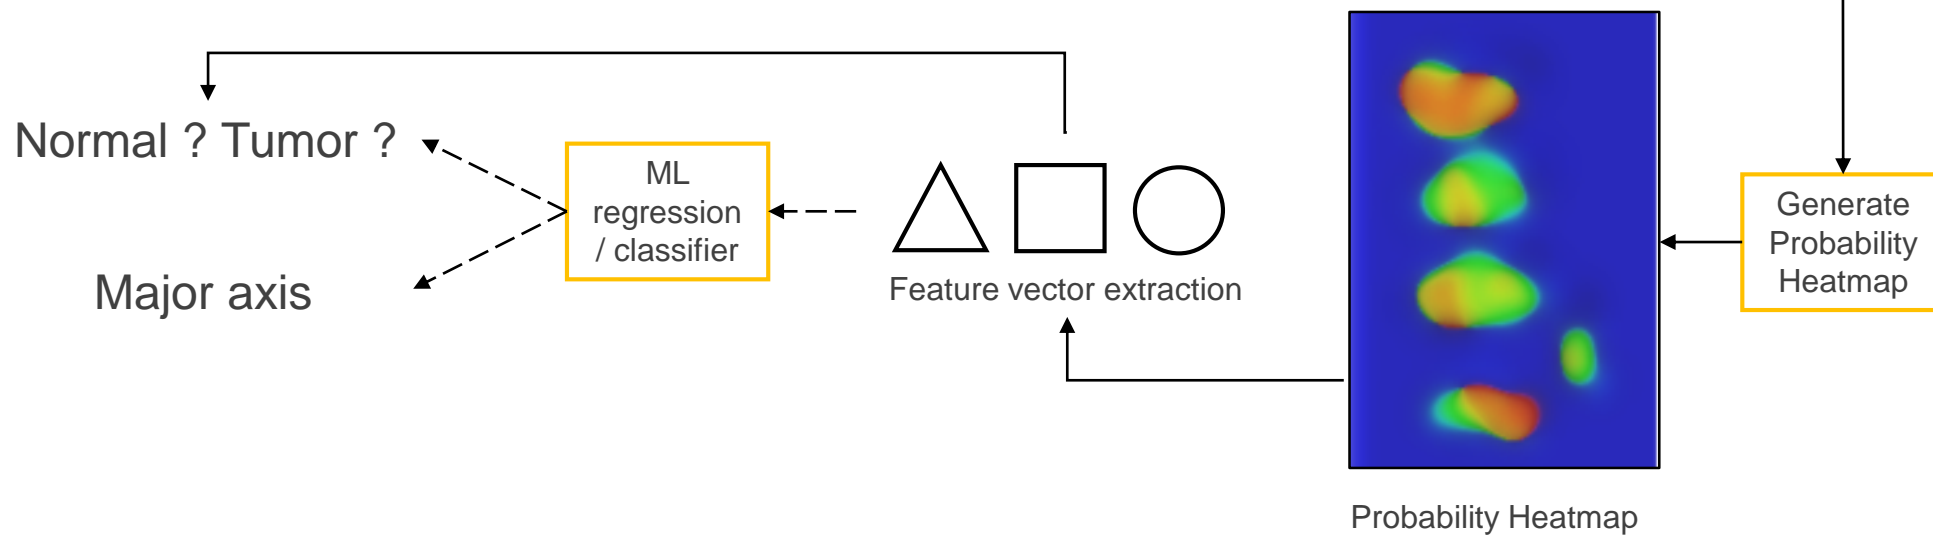 Normal ? Tumor ?
Major axis
ML
regression
/ classifier
Feature vector extraction
Probability Heatmap
Generate
Probability
Heatmap